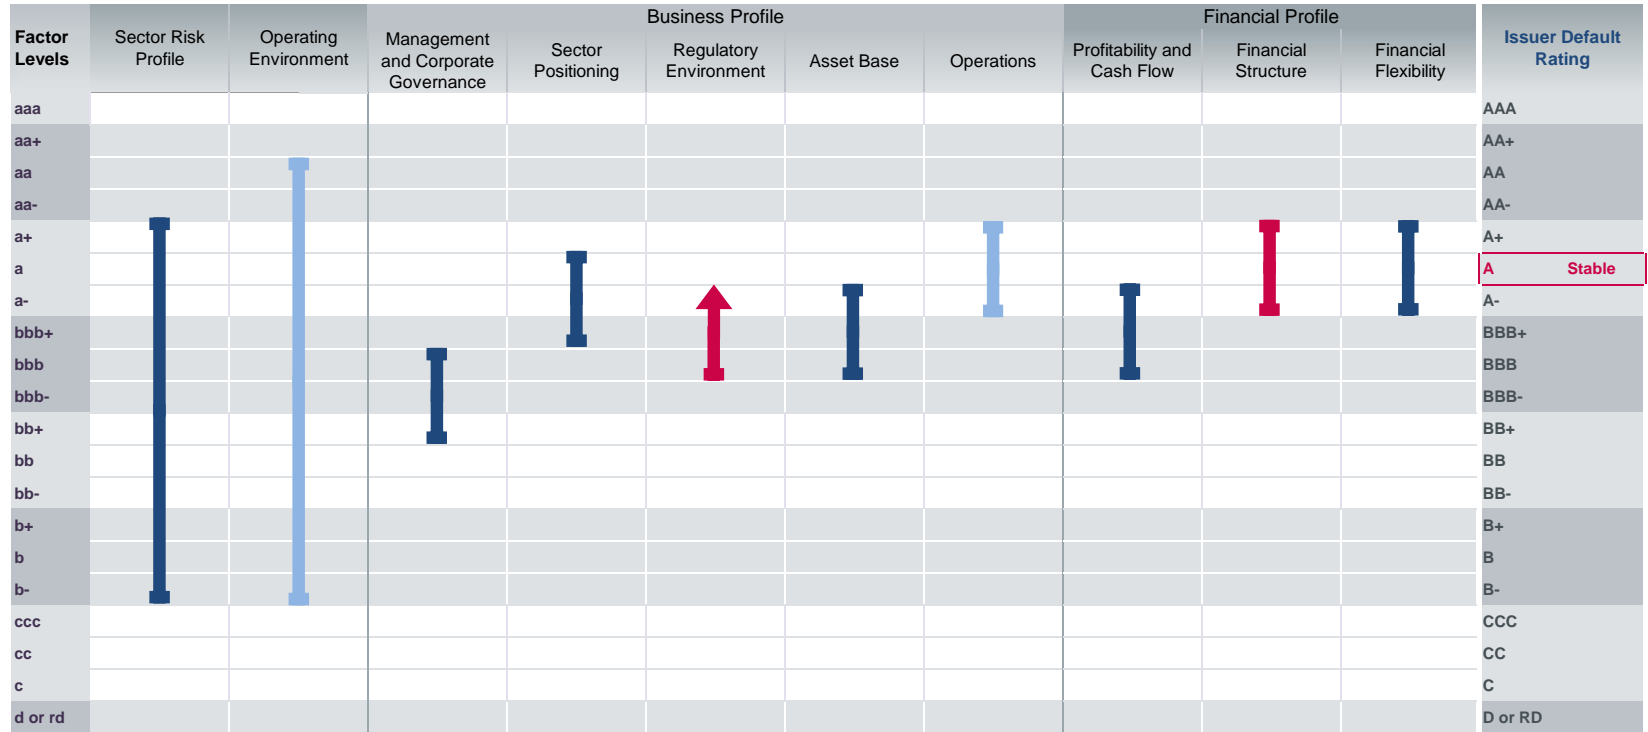 Business Profile
Financial Profile
Factor
Levels
Sector Risk
Profile
Operating
Environment
Management
and Corporate
Governance
Sector
Positioning
Regulatory
Environment
Asset Base
Operations
Profitability and
Cash Flow
Financial
Structure
Financial
Flexibility
Issuer Default
Rating
aaa AAA
aa+ AA+
aa AA
aa- AA-
a+ A+
a A Stable
a- A-
bbb+ BBB+
bbb BBB
bbb- BBB-
bb+ BB+
bb BB
bb- BB-
b+ B+
b B
b- B-
ccc CCC
cc CC
c C
d or rd D or RD